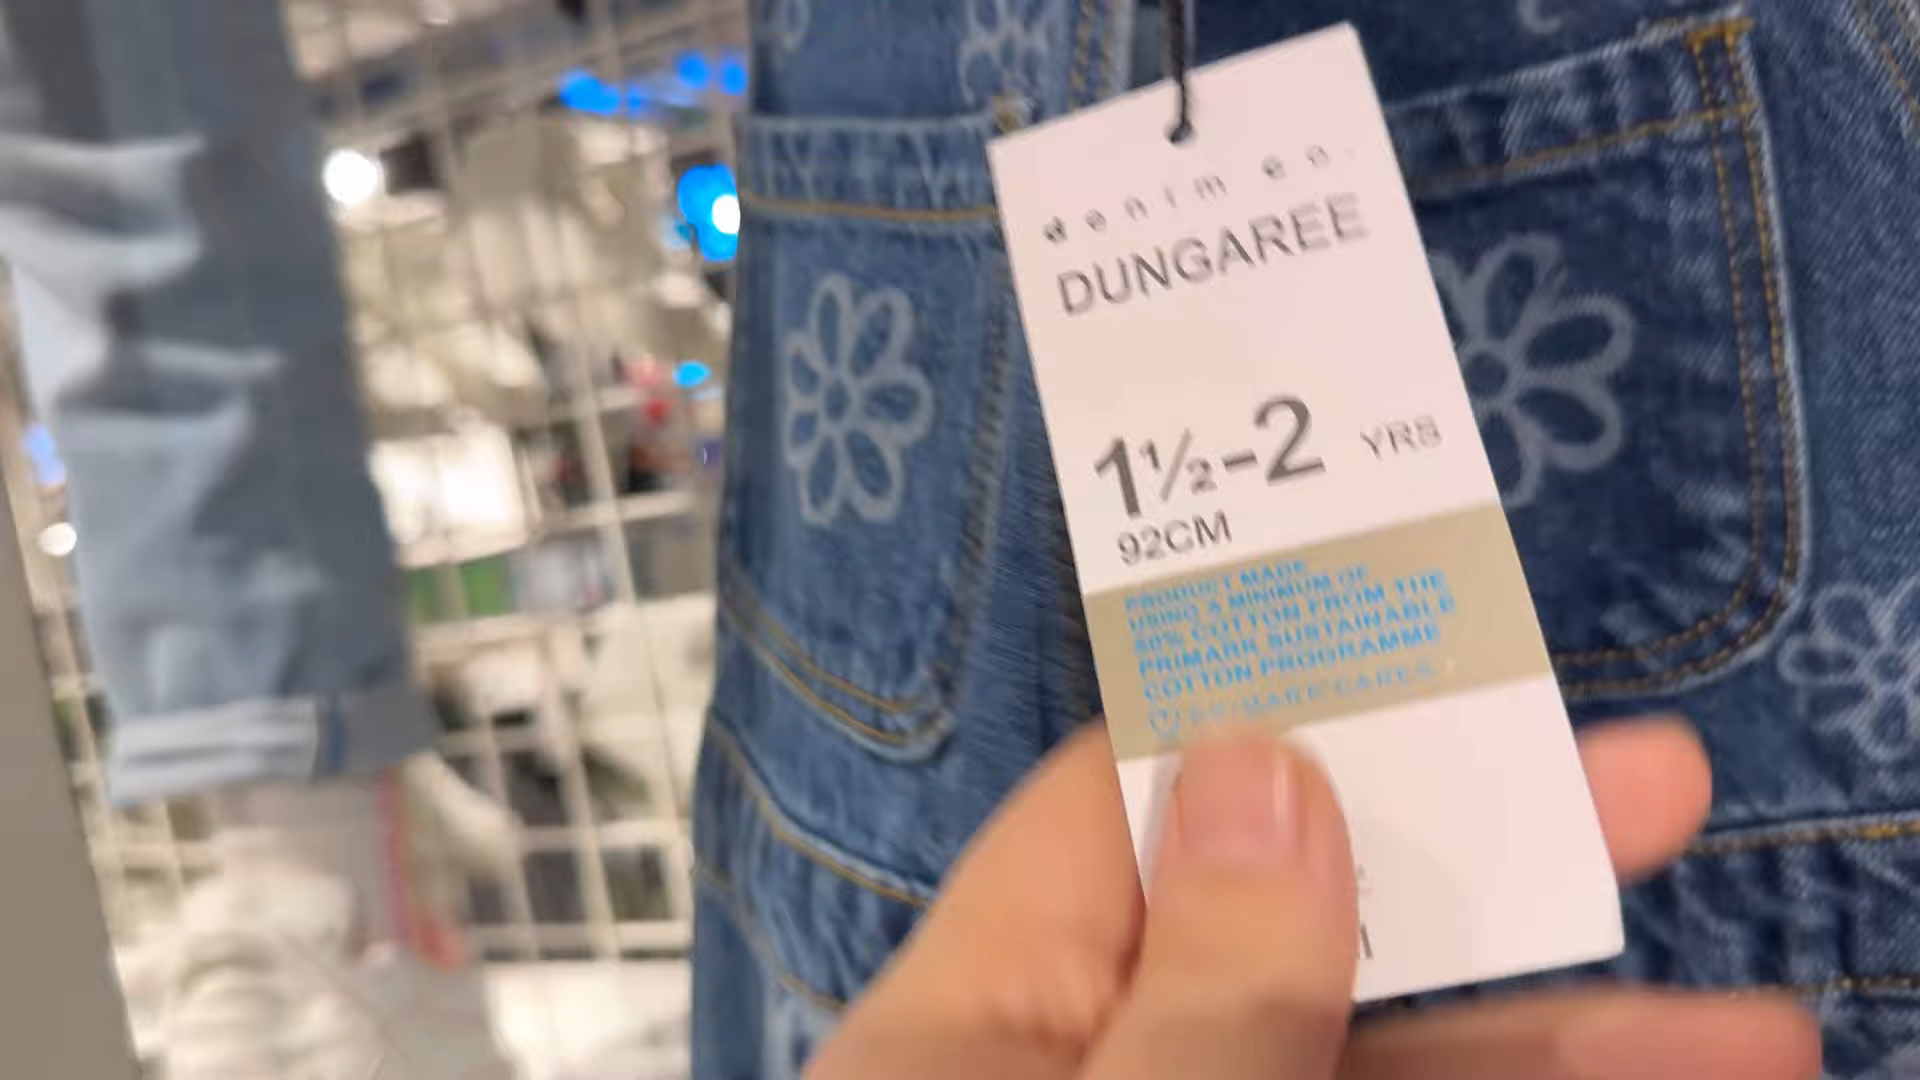 denim co.
DUNGAREE
1½-2 YRS
92CM
PRODUCT MADE
USING A MINIMUM OF
50% COTTON FROM THE
PRIMARK SUSTAINABLE
COTTON PROGRAMME
CARES